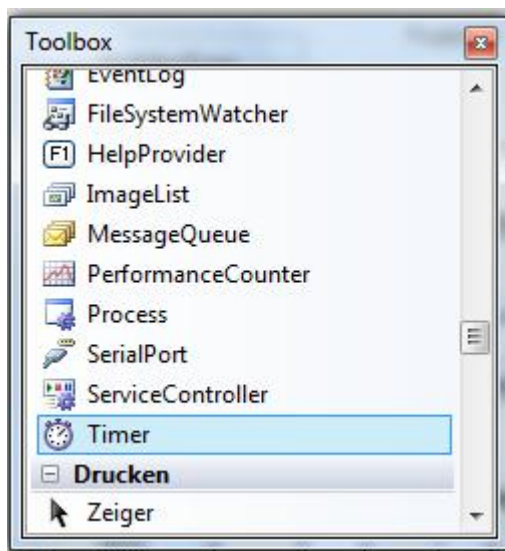 Toolbox
EventLog
FileSystemWatcher
F1 HelpProvider
ImageList
MessageQueue
PerformanceCounter
Process
SerialPort
ServiceController
Timer
Drucken
Zeiger